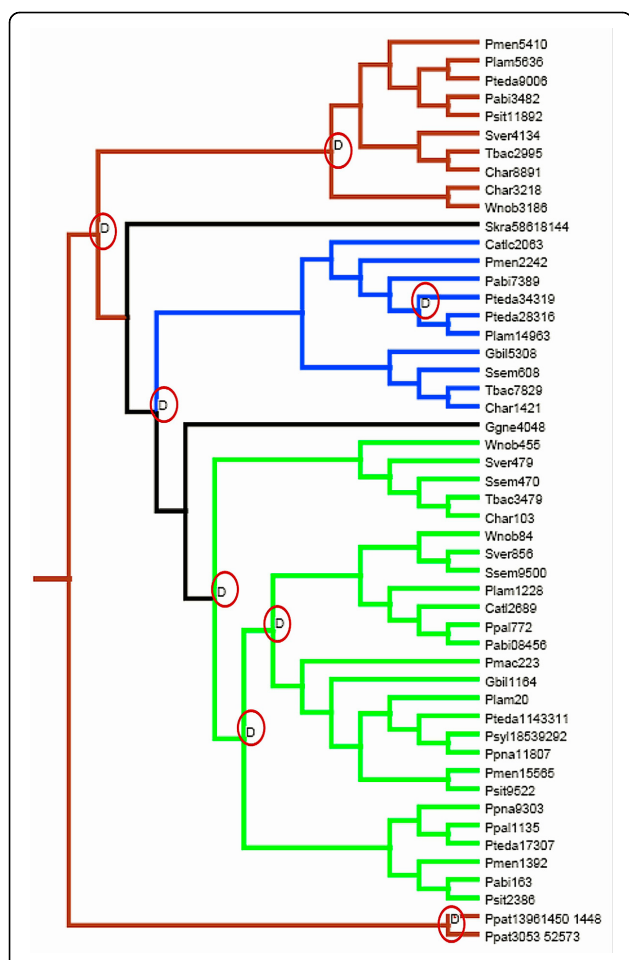 Pmen5410
Plam5636
Pteda9006
Pabi3482
Psit11892
D
Sver4134
Tbac2995
Char8891
Char3218
Wnob3186
D
Skra58618144
Catlc2063
Pmen2242
Pabi7389
D
Pteda34319
Pteda28316
Plam14963
Gbil5308
Ssem608
Tbac7829
Char1421
D
Ggne4048
Wnob455
Sver479
Ssem470
Tbac3479
Char103
Wnob84
Sver856
Ssem9500
D
Plam1228
Catl2689
D
Ppal772
Pabi08456
Pmac223
Gbil1164
Plam20
Pteda1143311
D
Psyl18539292
Ppna11807
Pmen15565
Psit9522
Ppna9303
Ppal1135
Pteda17307
Pmen1392
Pabi163
Psit2386
D
Ppat13961450 1448
Ppat3053 52573